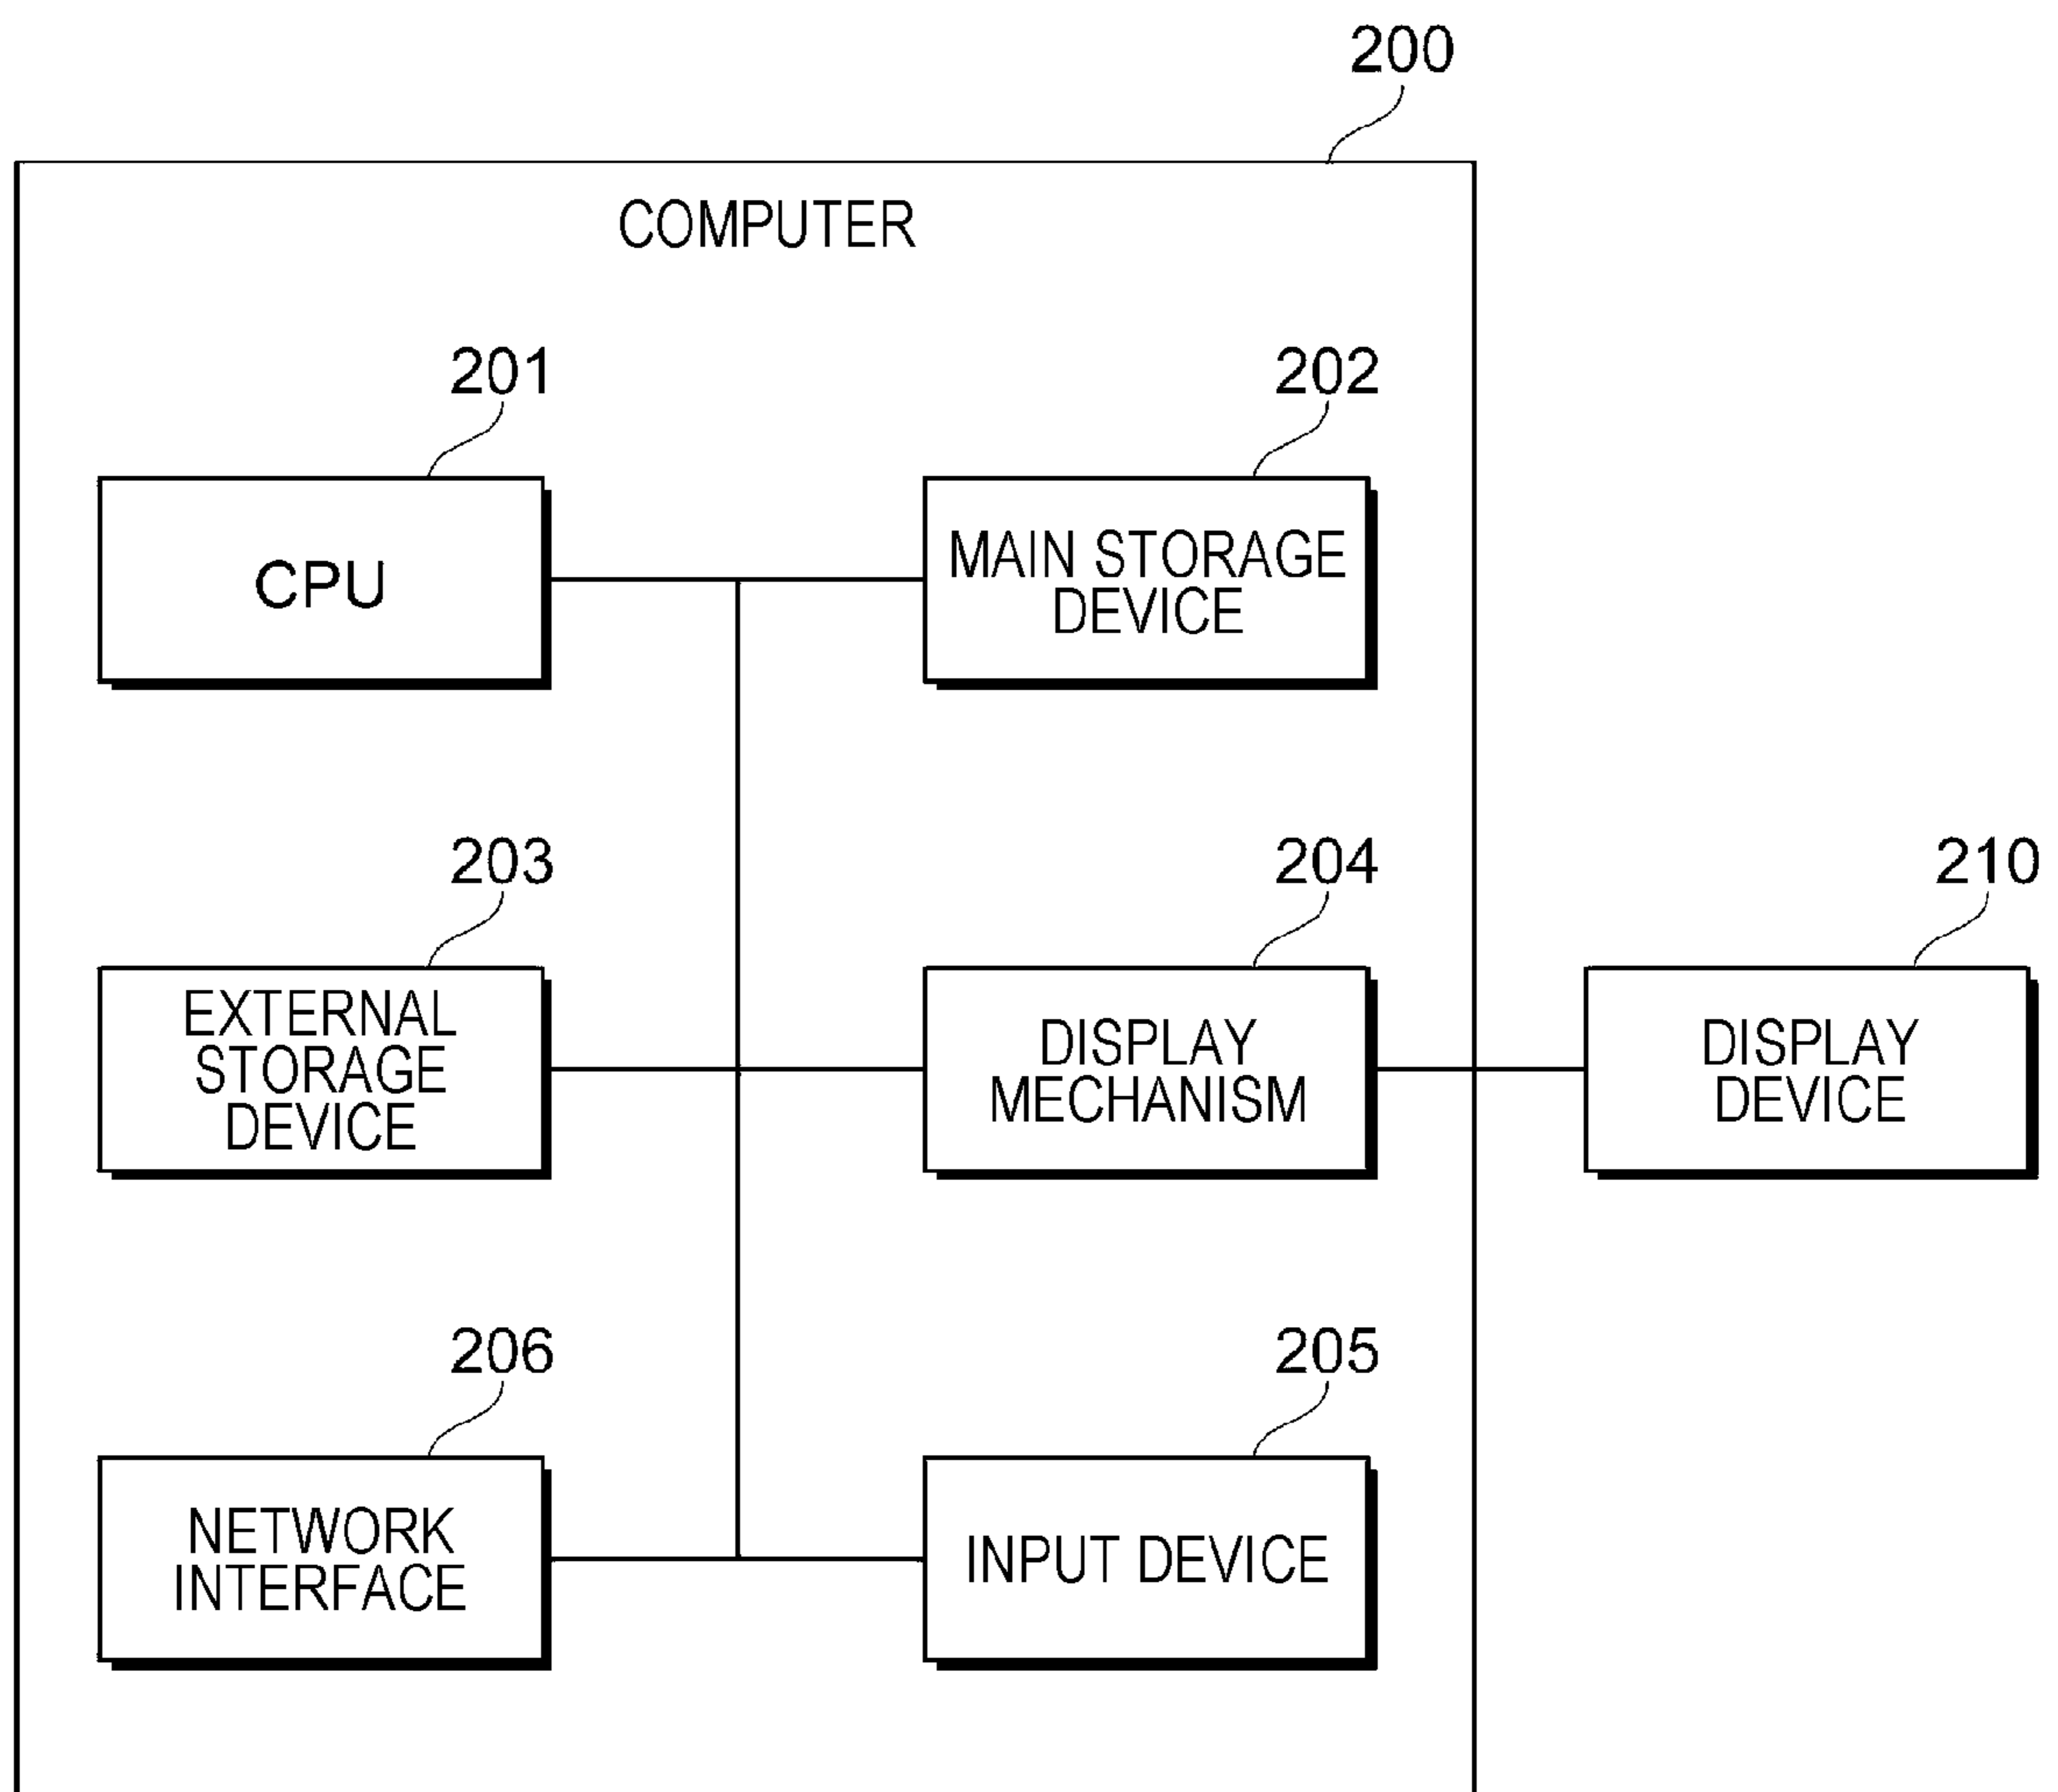 200
COMPUTER
201
202
CPU
MAIN STORAGE
DEVICE
203
204
210
EXTERNAL
STORAGE
DEVICE
DISPLAY
MECHANISM
DISPLAY
DEVICE
206
205
NETWORK
INTERFACE
INPUT DEVICE